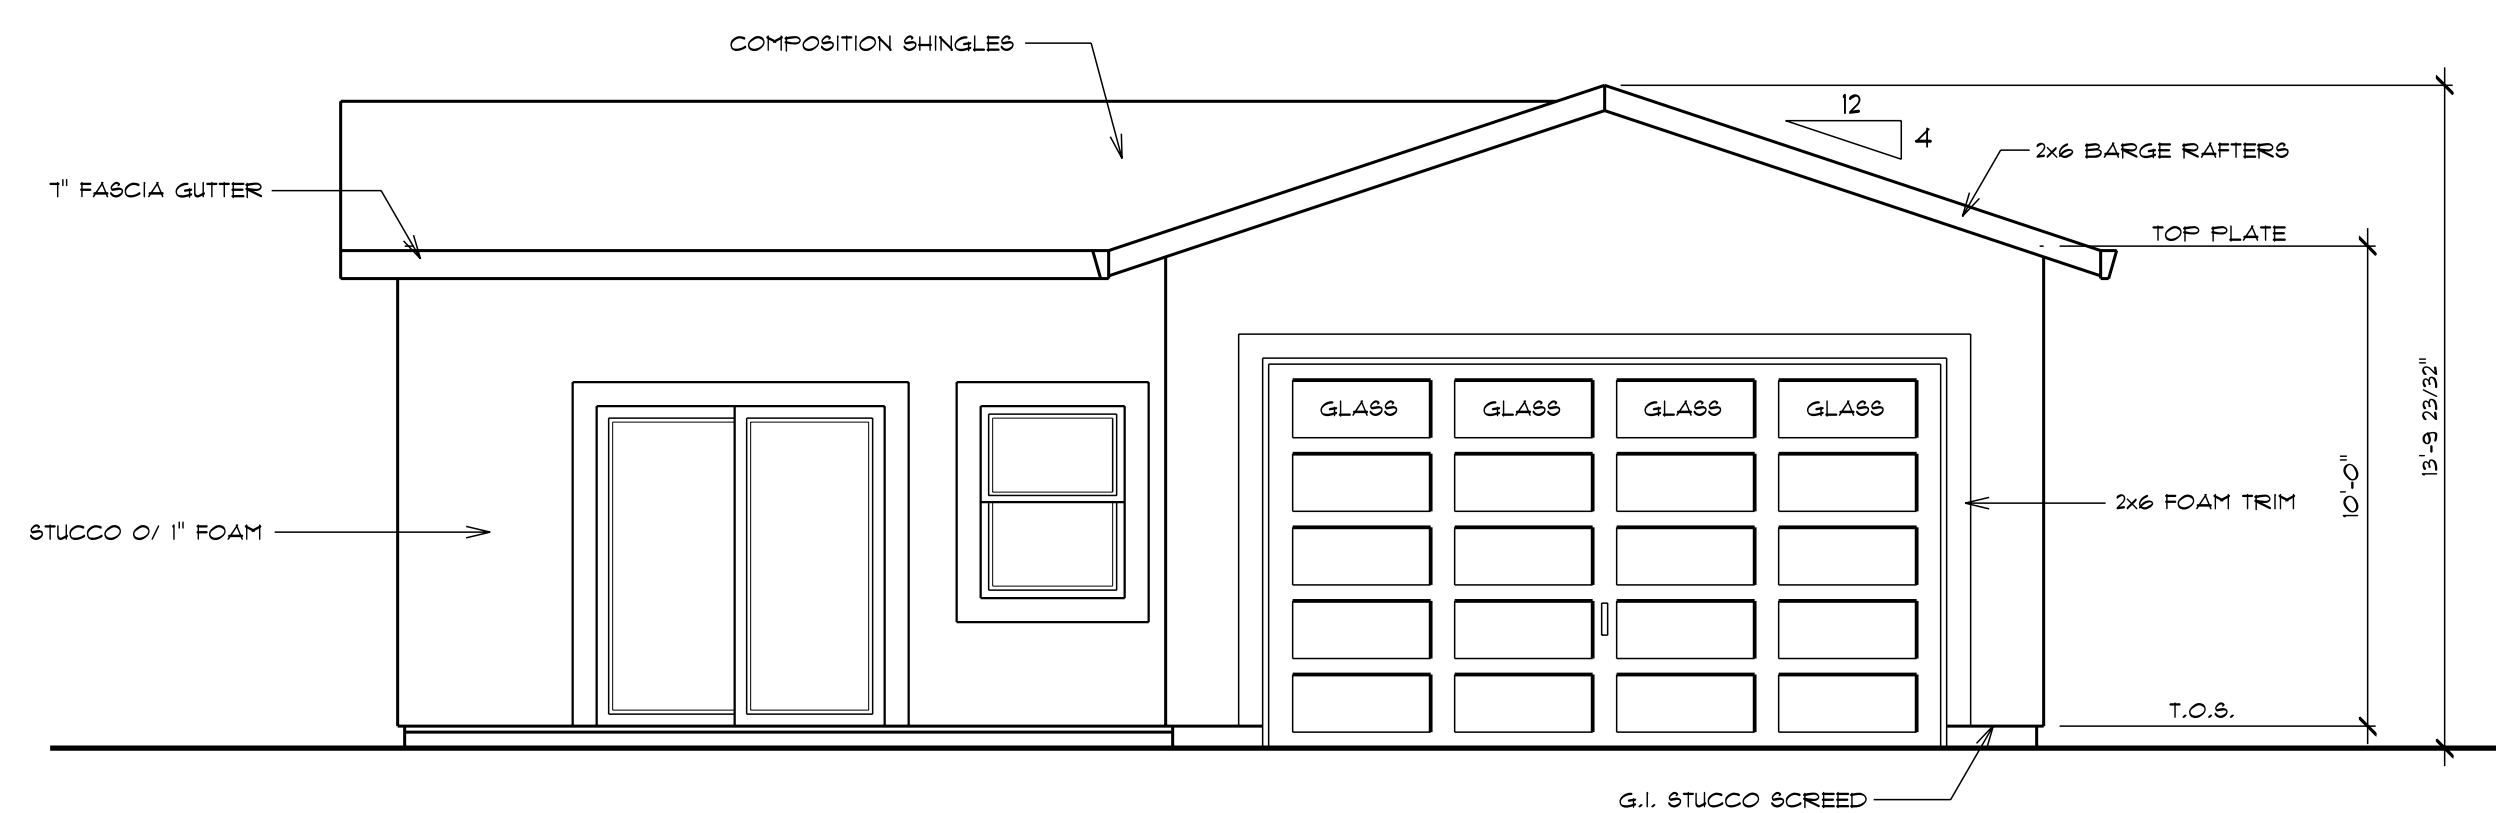 COMPOSITION SHINGLES
12
4
2x6 BARGE RAFTERS
7" FASCIA GUTTER
TOP PLATE
GLASS GLASS GLASS GLASS
13'-9 23/32"
10'-0"
2x6 FOAM TRIM
STUCCO O/ 1" FOAM
T.O.S.
G.I. STUCCO SCREED